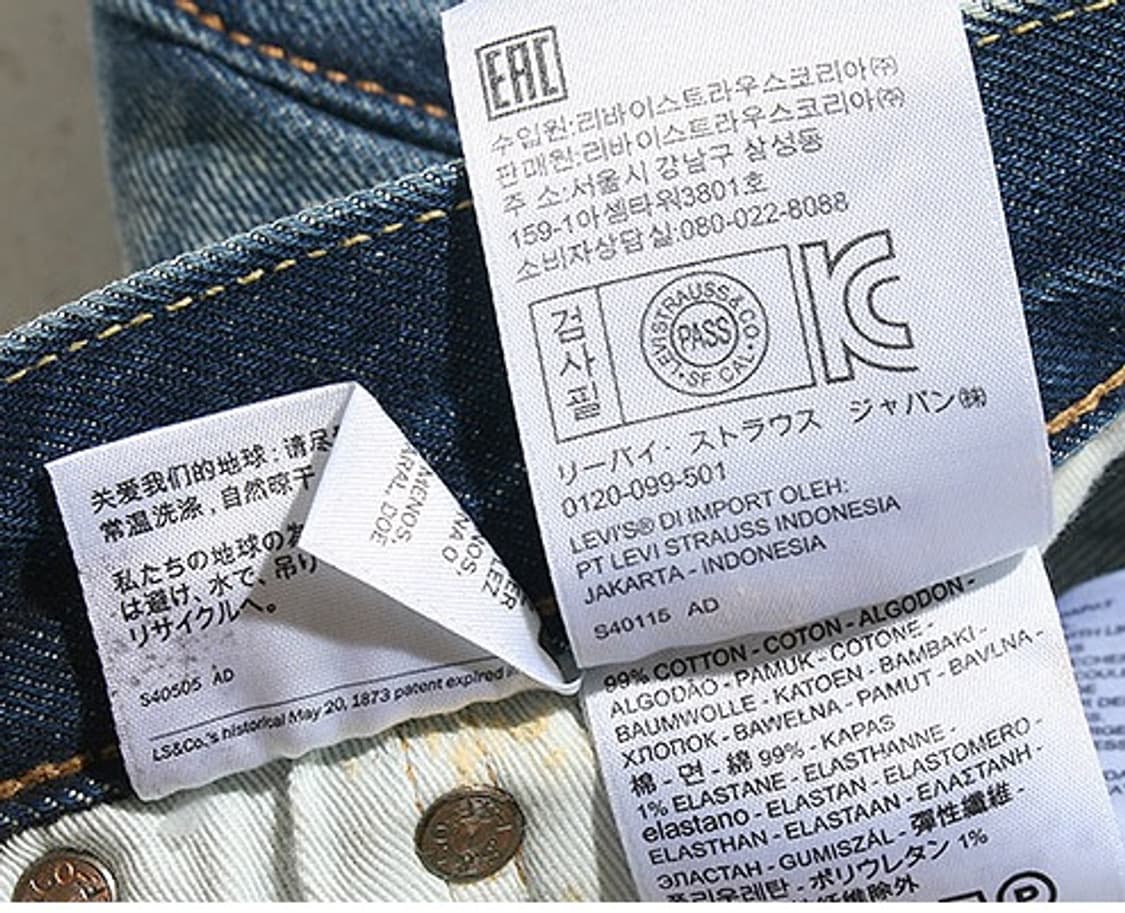 EAC
수입원:리바이스트라우스코리아㈜
판매원:리바이스트라우스코리아㈜
주 소:서울시 강남구 삼성동
159-1아셈타워3801호
소비자상담실:080-022-8088
검사필
LEVI STRAUSS & CO.
PASS
SF CAL
リーバイ・ストラウス ジャパン㈱
0120-099-501
LEVI'S® DI IMPORT OLEH:
PT LEVI STRAUSS INDONESIA
JAKARTA - INDONESIA
S40115 AD
关爱我们的地球:请尽
常温洗涤,自然晾干
私たちの地球の為
は避け、水で、吊り
リサイクルへ。
S40505 AD
LS&Co.'s historical May 20, 1873 patent expired
99% COTTON - COTON - ALGODON -
ALGODÃO - PAMUK - COTONE -
BAUMWOLLE - KATOEN - BAMBAKI -
ХЛОПОК - BAWEŁNA - PAMUT - BAVLNA -
棉 - 면 - 綿 99% - KAPAS
1% ELASTANE - ELASTHANNE -
elastano - ELASTAN - ELASTOMERO -
ELASTHAN - ELASTAAN - ΕΛΑΣΤΑΝΗ -
ЭЛАСТАН - GUMISZÁL - 彈性纖維 -
폴리우레탄 - ポリウレタン 1%
P